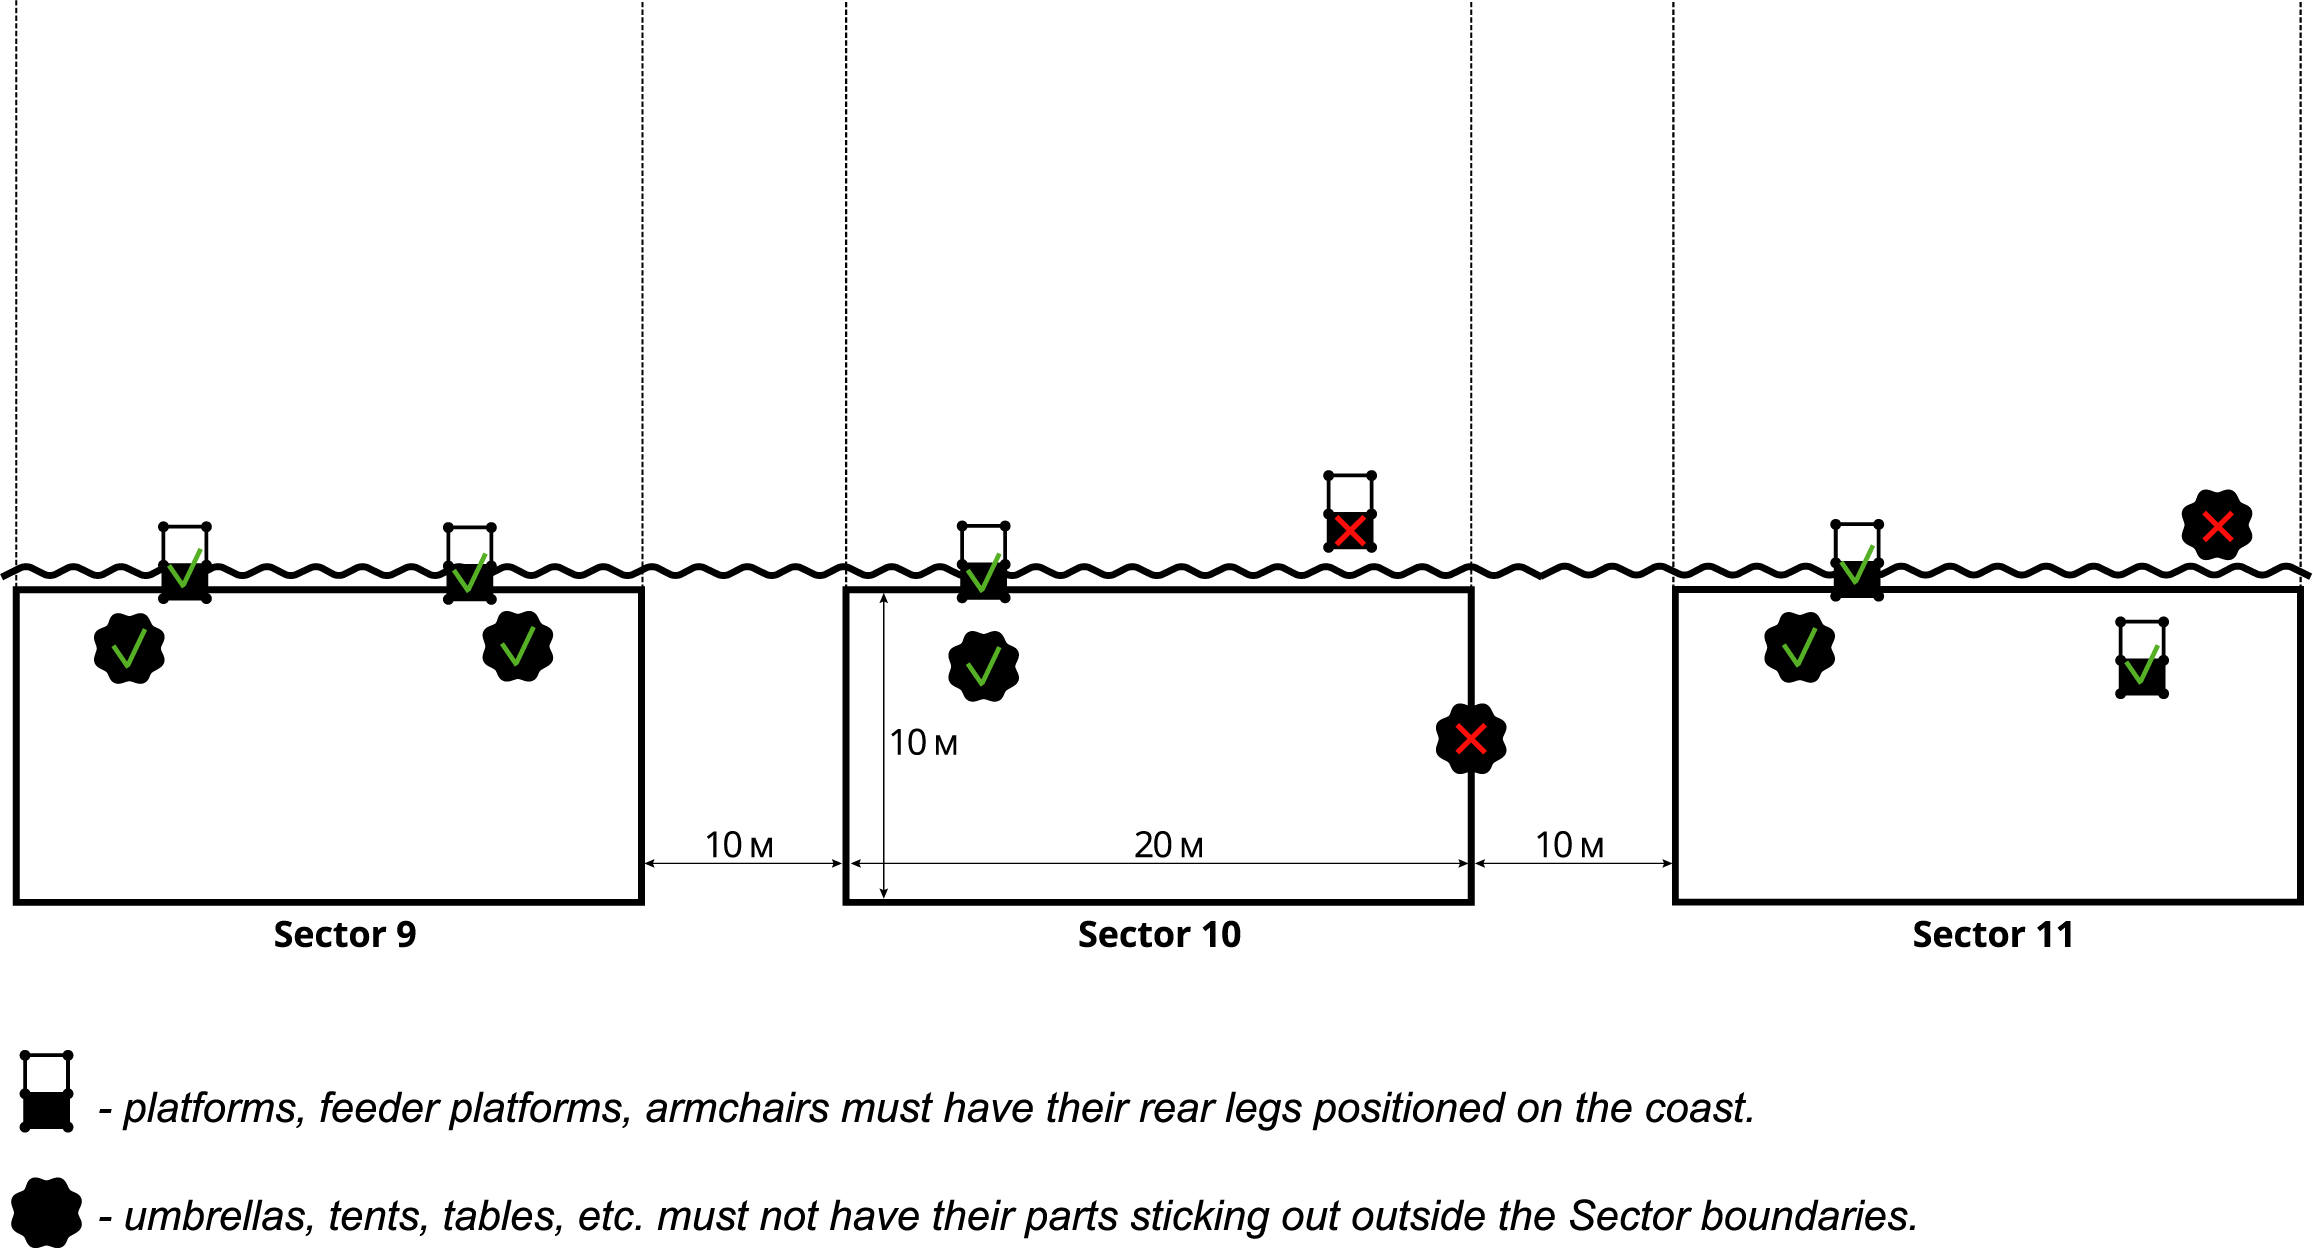 10 м
10 м
20 м
10 м
Sector 9
Sector 10
Sector 11
- platforms, feeder platforms, armchairs must have their rear legs positioned on the coast.
- umbrellas, tents, tables, etc. must not have their parts sticking out outside the Sector boundaries.